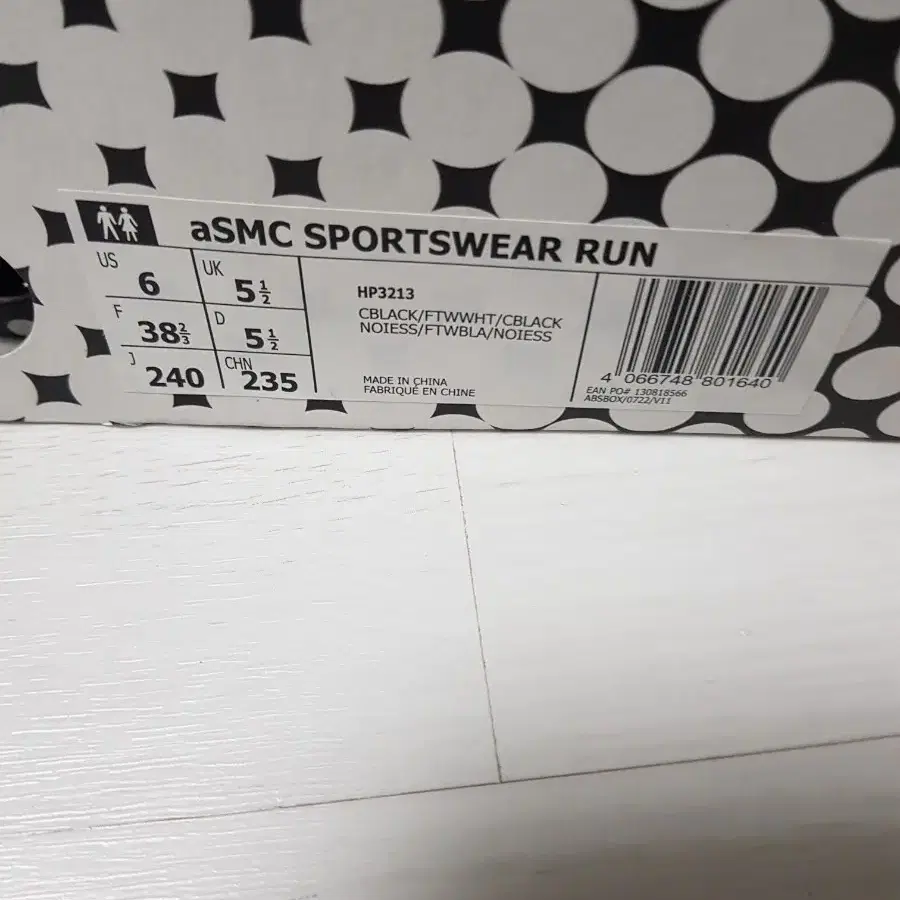 aSMC SPORTSWEAR RUN
US 6 UK 5½
F 38⅔ D 5½
J 240 CHN 235
HP3213
CBLACK/FTWWHT/CBLACK
NOIESS/FTWBLA/NOIESS
MADE IN CHINA
FABRIQUÉ EN CHINE
4 066748 801640
EAN PO# 130818566
ABSBOX/0722/V11